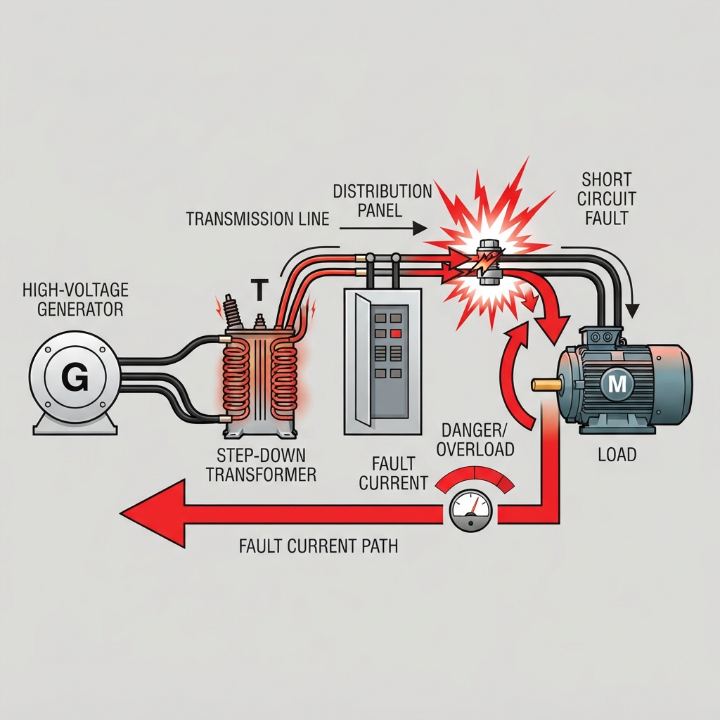 SHORT
CIRCUIT
FAULT
DISTRIBUTION
PANEL
TRANSMISSION LINE
HIGH-VOLTAGE
GENERATOR
T
G
M
STEP-DOWN
TRANSFORMER
FAULT
CURRENT
DANGER/
OVERLOAD
LOAD
FAULT CURRENT PATH